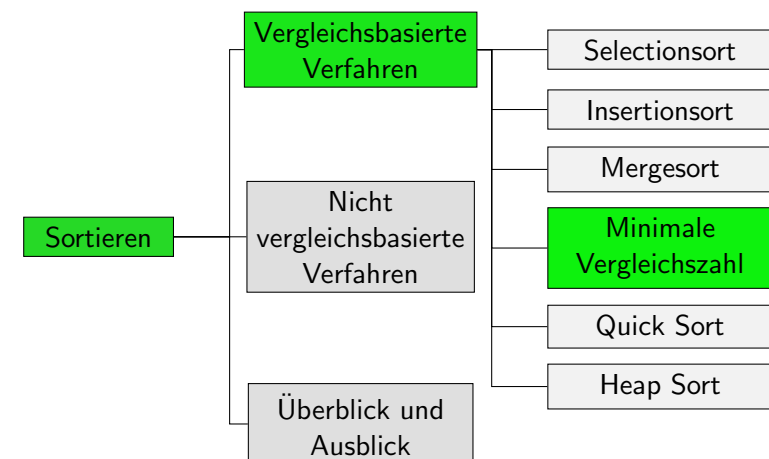 Sortieren
Vergleichsbasierte
Verfahren
Selectionsort
Insertionsort
Mergesort
Minimale
Vergleichszahl
Quick Sort
Heap Sort
Nicht
vergleichsbasierte
Verfahren
Überblick und
Ausblick